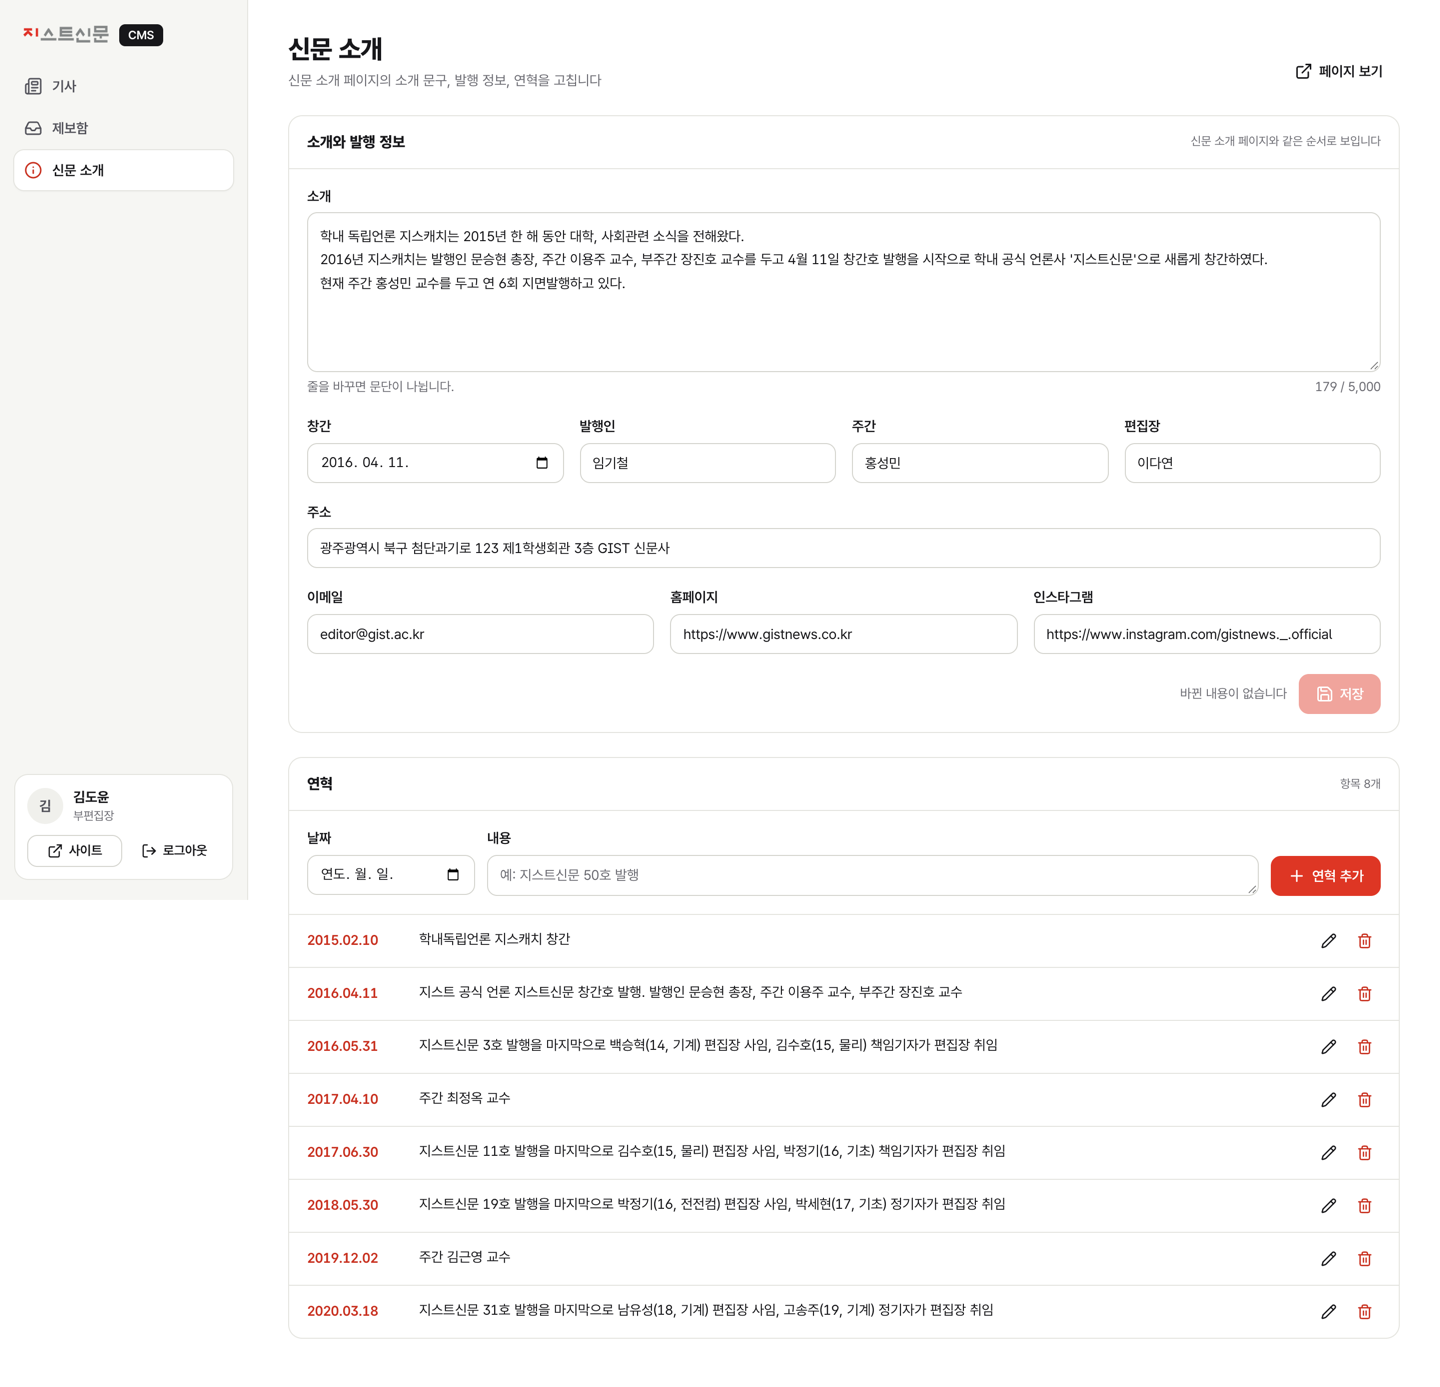 지스트신문 CMS
기사
제보함
신문 소개
김
김도윤
부편집장
사이트
로그아웃
신문 소개
신문 소개 페이지의 소개 문구, 발행 정보, 연혁을 고칩니다
페이지 보기
소개와 발행 정보
신문 소개 페이지와 같은 순서로 보입니다
소개
학내 독립언론 지스캐치는 2015년 한 해 동안 대학, 사회관련 소식을 전해왔다.
2016년 지스캐치는 발행인 문승현 총장, 주간 이용주 교수, 부주간 장진호 교수를 두고 4월 11일 창간호 발행을 시작으로 학내 공식 언론사 '지스트신문'으로 새롭게 창간하였다.
현재 주간 홍성민 교수를 두고 연 6회 지면발행하고 있다.
줄을 바꾸면 문단이 나뉩니다.
179 / 5,000
창간
발행인
주간
편집장
2016. 04. 11.
임기철
홍성민
이다연
주소
광주광역시 북구 첨단과기로 123 제1학생회관 3층 GIST 신문사
이메일
홈페이지
인스타그램
editor@gist.ac.kr
https://www.gistnews.co.kr
https://www.instagram.com/gistnews._.official
바뀐 내용이 없습니다
저장
연혁
항목 8개
날짜
내용
연도. 월. 일.
예: 지스트신문 50호 발행
연혁 추가
2015.02.10 학내독립언론 지스캐치 창간
2016.04.11 지스트 공식 언론 지스트신문 창간호 발행. 발행인 문승현 총장, 주간 이용주 교수, 부주간 장진호 교수
2016.05.31 지스트신문 3호 발행을 마지막으로 백승혁(14, 기계) 편집장 사임, 김수호(15, 물리) 책임기자가 편집장 취임
2017.04.10 주간 최정옥 교수
2017.06.30 지스트신문 11호 발행을 마지막으로 김수호(15, 물리) 편집장 사임, 박정기(16, 기초) 책임기자가 편집장 취임
2018.05.30 지스트신문 19호 발행을 마지막으로 박정기(16, 전전컴) 편집장 사임, 박세현(17, 기초) 정기자가 편집장 취임
2019.12.02 주간 김근영 교수
2020.03.18 지스트신문 31호 발행을 마지막으로 남유성(18, 기계) 편집장 사임, 고송주(19, 기계) 정기자가 편집장 취임